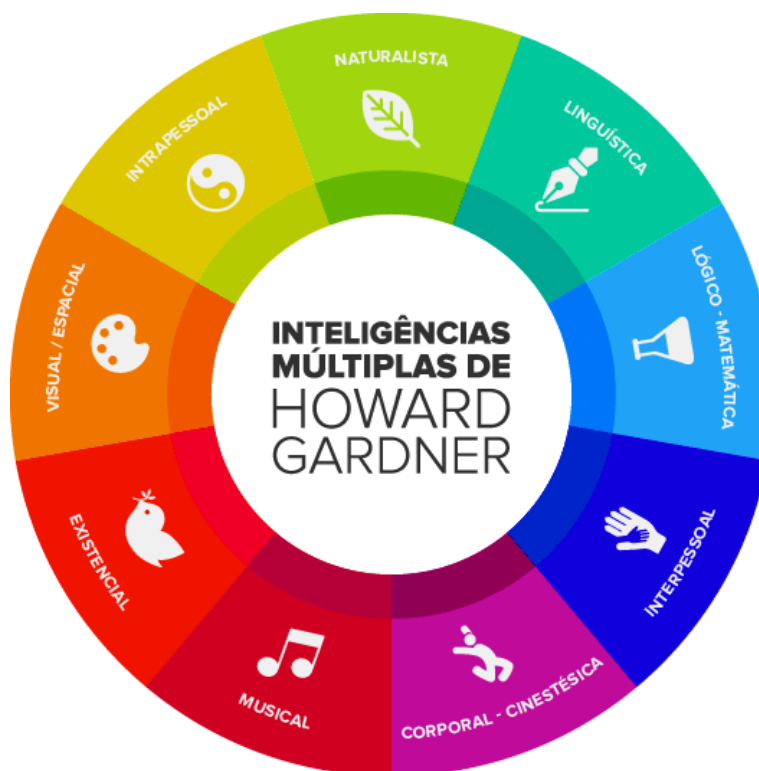 NATURALISTA
LINGUÍSTICA
LÓGICO - MATEMÁTICA
INTERPESSOAL
CORPORAL - CINESTÉSICA
MUSICAL
EXISTENCIAL
VISUAL / ESPACIAL
INTRAPESSOAL
INTELIGÊNCIAS
MÚLTIPLAS DE
HOWARD
GARDNER